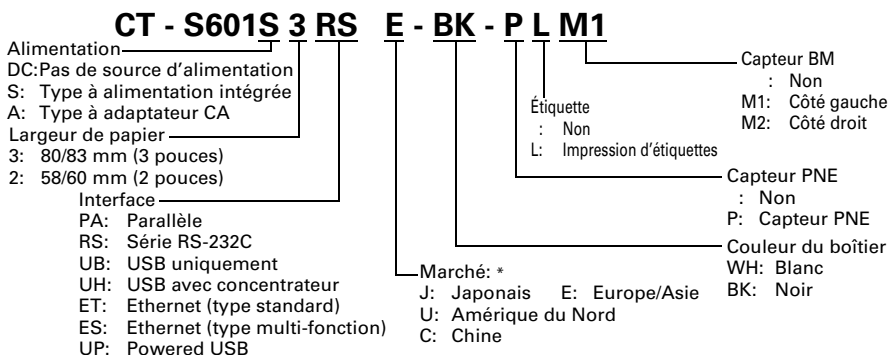 CT - S601S 3 RS E - BK - P L M1
Alimentation
DC:Pas de source d'alimentation
S: Type à alimentation intégrée
A: Type à adaptateur CA
Largeur de papier
3: 80/83 mm (3 pouces)
2: 58/60 mm (2 pouces)
Interface
PA: Parallèle
RS: Série RS-232C
UB: USB uniquement
UH: USB avec concentrateur
ET: Ethernet (type standard)
ES: Ethernet (type multi-fonction)
UP: Powered USB
Marché: *
J: Japonais E: Europe/Asie
U: Amérique du Nord
C: Chine
Étiquette
: Non
L: Impression d'étiquettes
Capteur BM
: Non
M1: Côté gauche
M2: Côté droit
Capteur PNE
: Non
P: Capteur PNE
Couleur du boîtier
WH: Blanc
BK: Noir